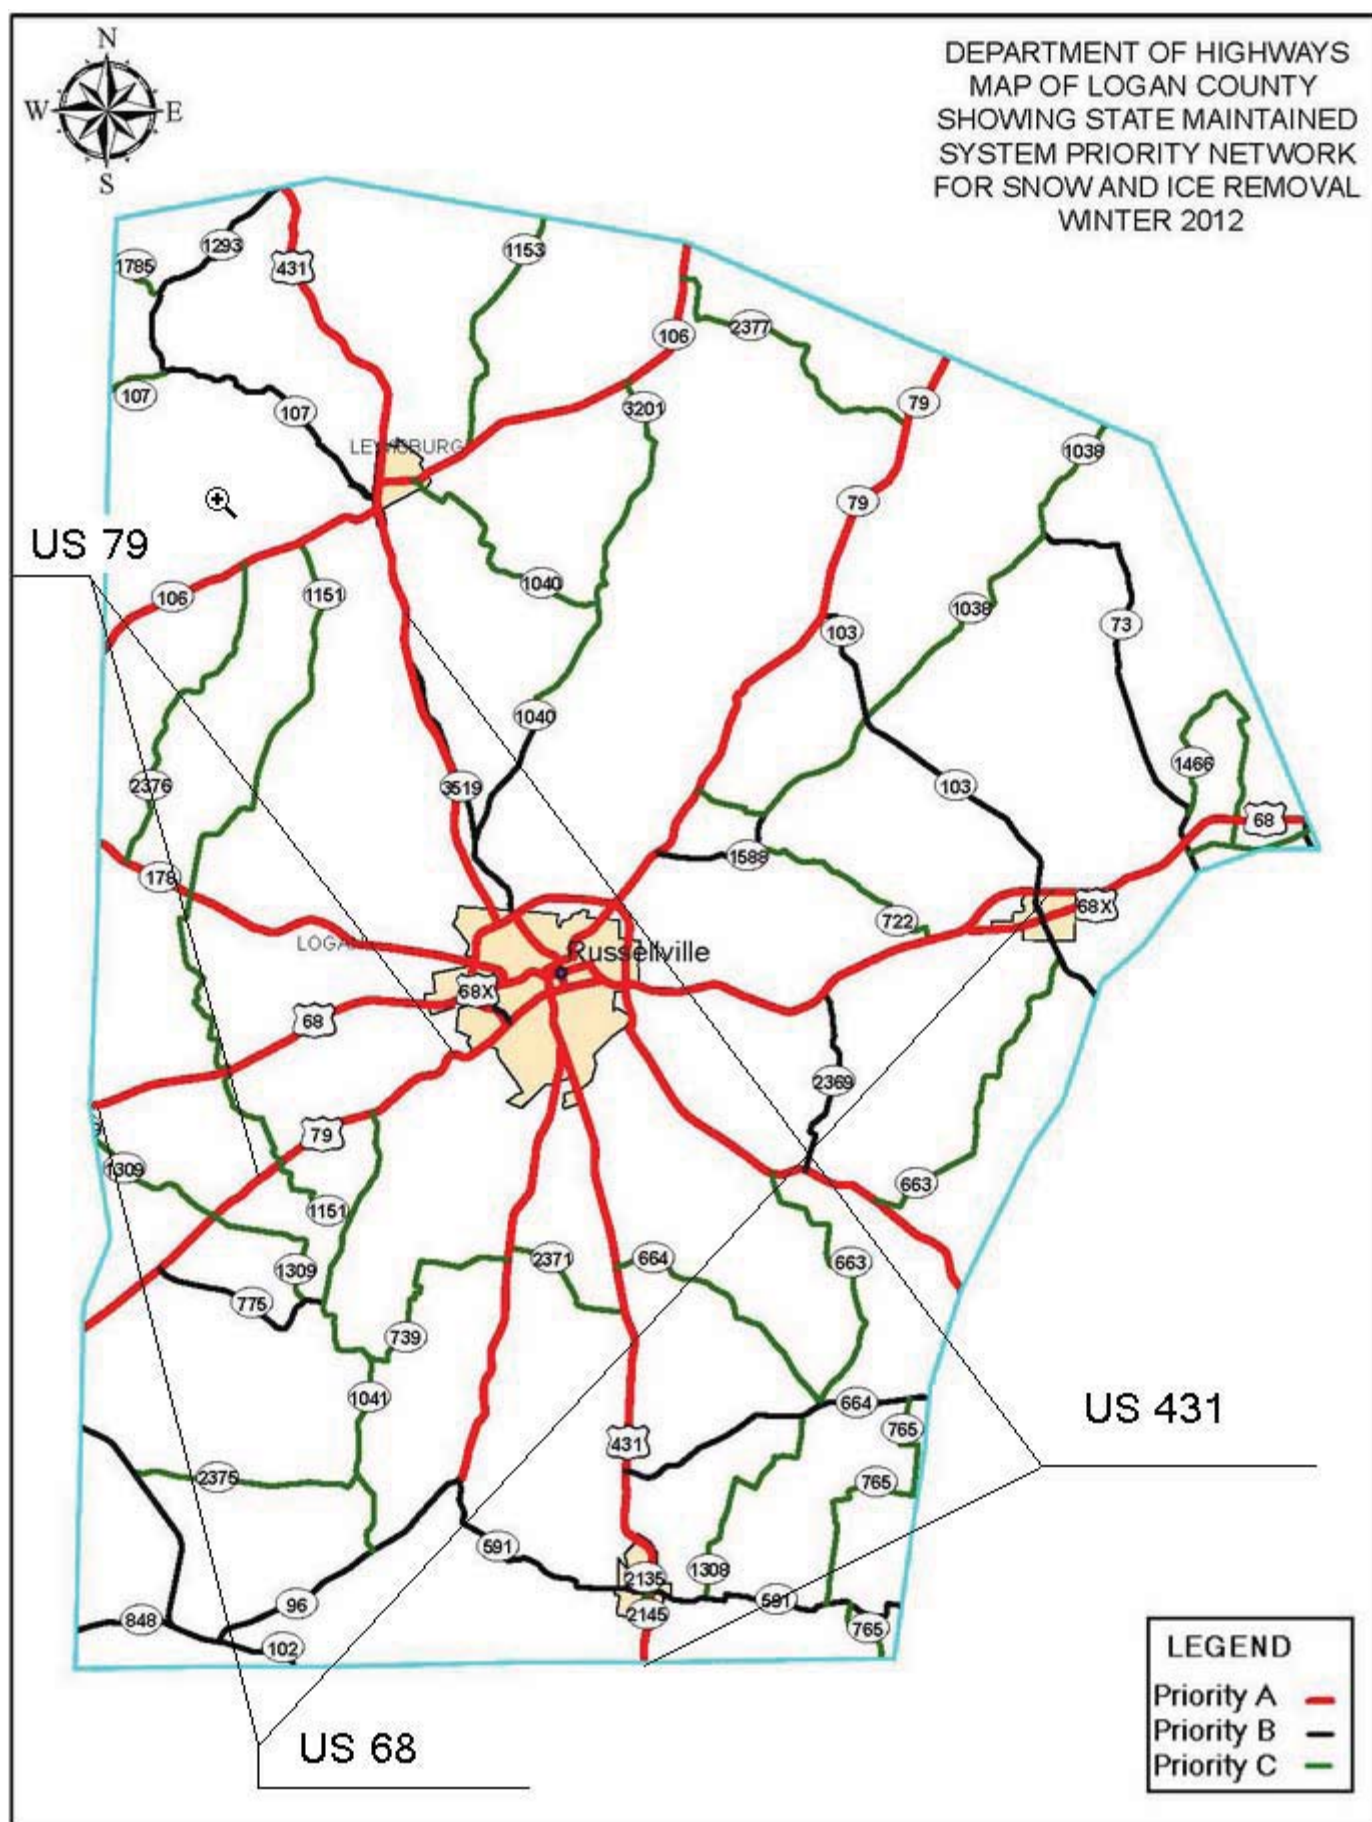 N
W E
S
DEPARTMENT OF HIGHWAYS
MAP OF LOGAN COUNTY
SHOWING STATE MAINTAINED
SYSTEM PRIORITY NETWORK
FOR SNOW AND ICE REMOVAL
WINTER 2012
1293
1785
431
1153
106
2377
107
107
3201
79
LEWISBURG
1038
79
US 79
1040
106
1151
1038
103
73
1040
2376
3519
103
1466
68
1588
178
722
68X
LOGAN
Russellville
68X
68
2369
79
1309
1151
663
1309
2371
664
663
775
739
1041
664
US 431
765
431
2375
765
591
2135
1308
96
591
848
2145
765
102
US 68
LEGEND
Priority A
Priority B
Priority C